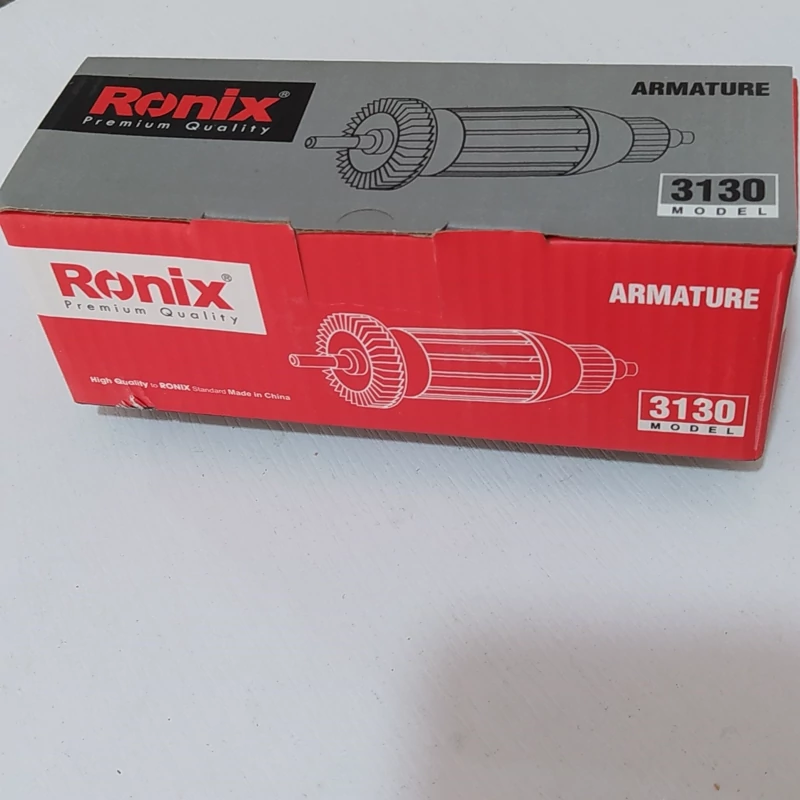 Ronix®
Premium Quality
ARMATURE
3130
MODEL
Ronix®
Premium Quality
ARMATURE
High Quality to RONIX Standard Made in China
3130
MODEL